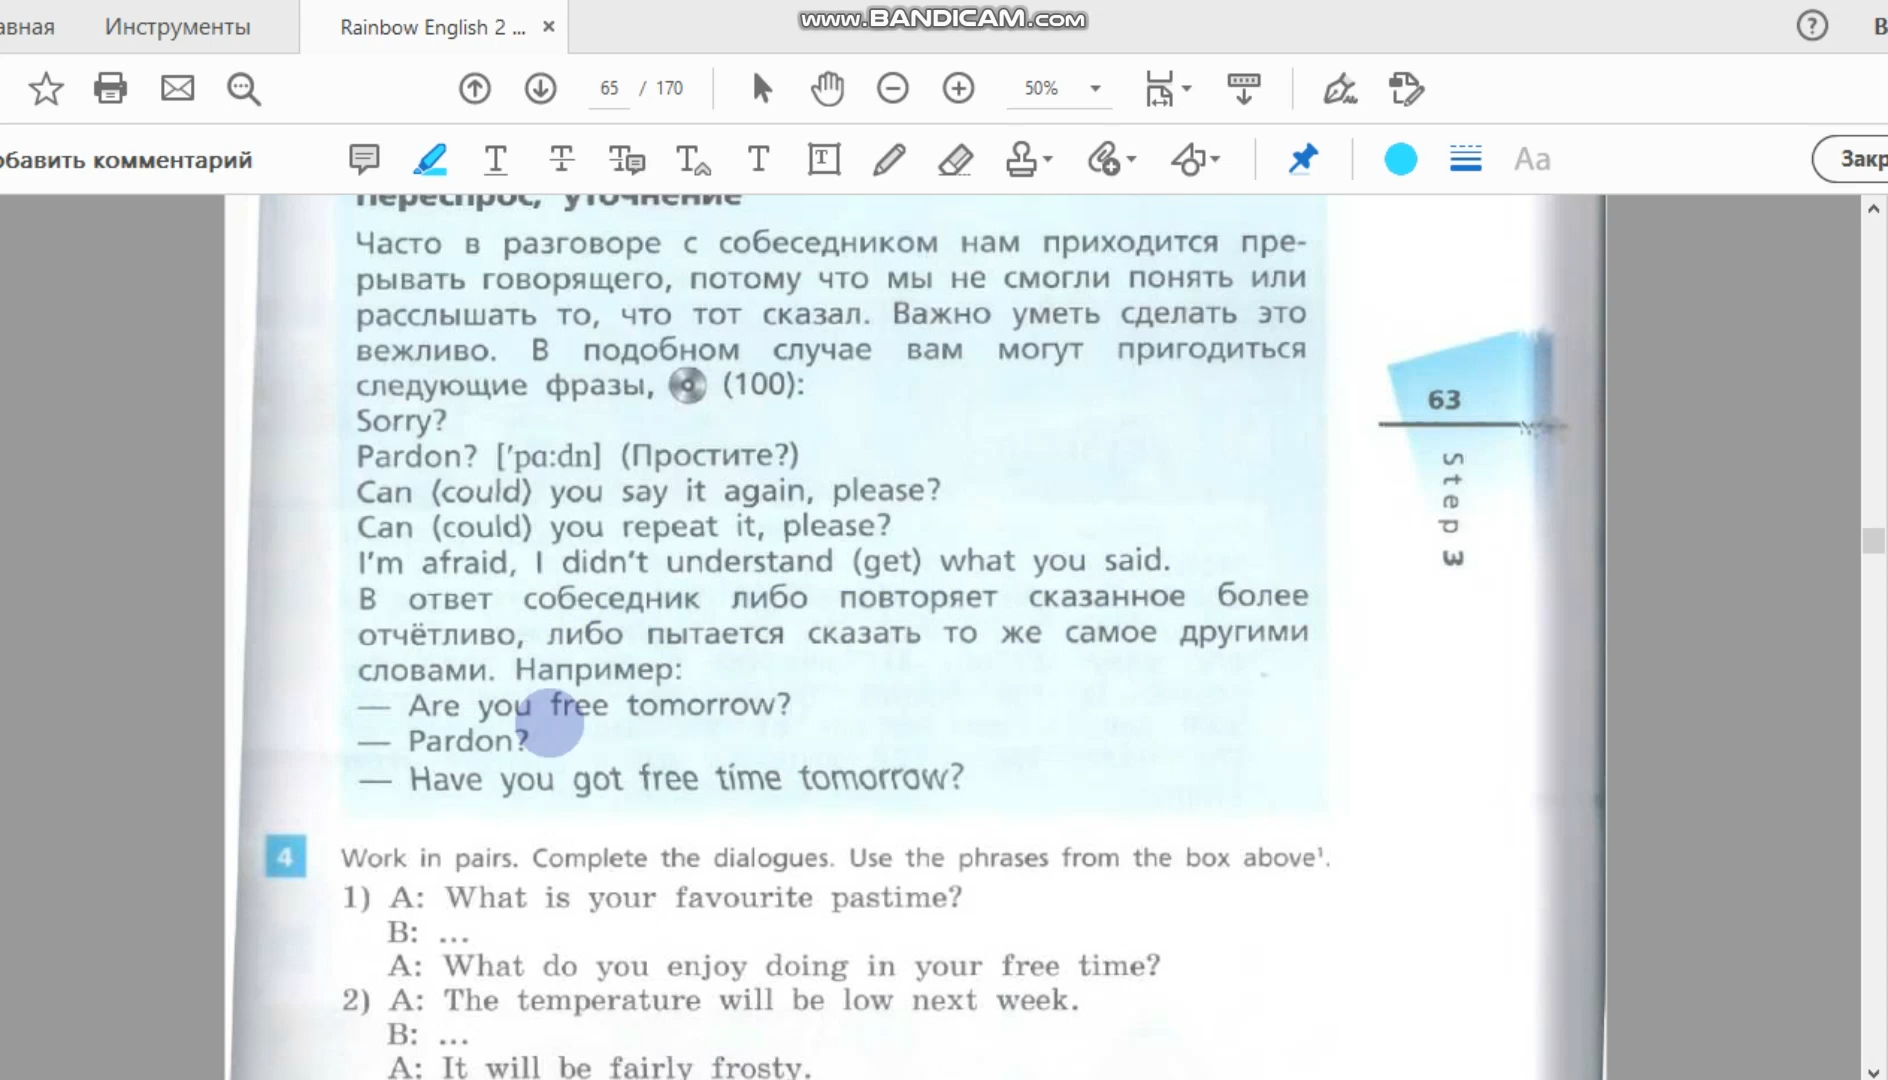 www.BANDICAM.com
авная Инструменты Rainbow English 2 ... × ? В
65 / 170 50%
обавить комментарий T T T T T T Aa Закр
Переспрос, уточнение
Часто в разговоре с собеседником нам приходится пре-
рывать говорящего, потому что мы не смогли понять или
расслышать то, что тот сказал. Важно уметь сделать это
вежливо. В подобном случае вам могут пригодиться
следующие фразы, (100):
Sorry?
Pardon? [ʹpɑ:dn] (Простите?)
Can (could) you say it again, please?
Can (could) you repeat it, please?
I'm afraid, I didn't understand (get) what you said.
В ответ собеседник либо повторяет сказанное более
отчётливо, либо пытается сказать то же самое другими
словами. Например:
— Are you free tomorrow?
— Pardon?
— Have you got free time tomorrow?
63
Step 3
4 Work in pairs. Complete the dialogues. Use the phrases from the box above¹.
1) A: What is your favourite pastime?
B: ...
A: What do you enjoy doing in your free time?
2) A: The temperature will be low next week.
B: ...
A: It will be fairly frosty.